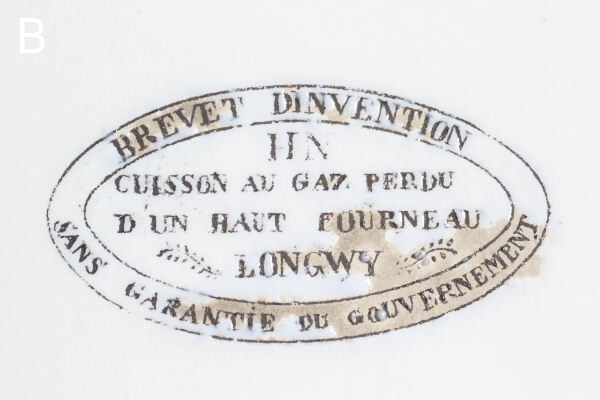 B
BREVET DINVENTION
HN
CUISSON AU GAZ PERDU
D UN HAUT FOURNEAU
LONGWY
SANS GARANTIE DU GOUVERNEMENT